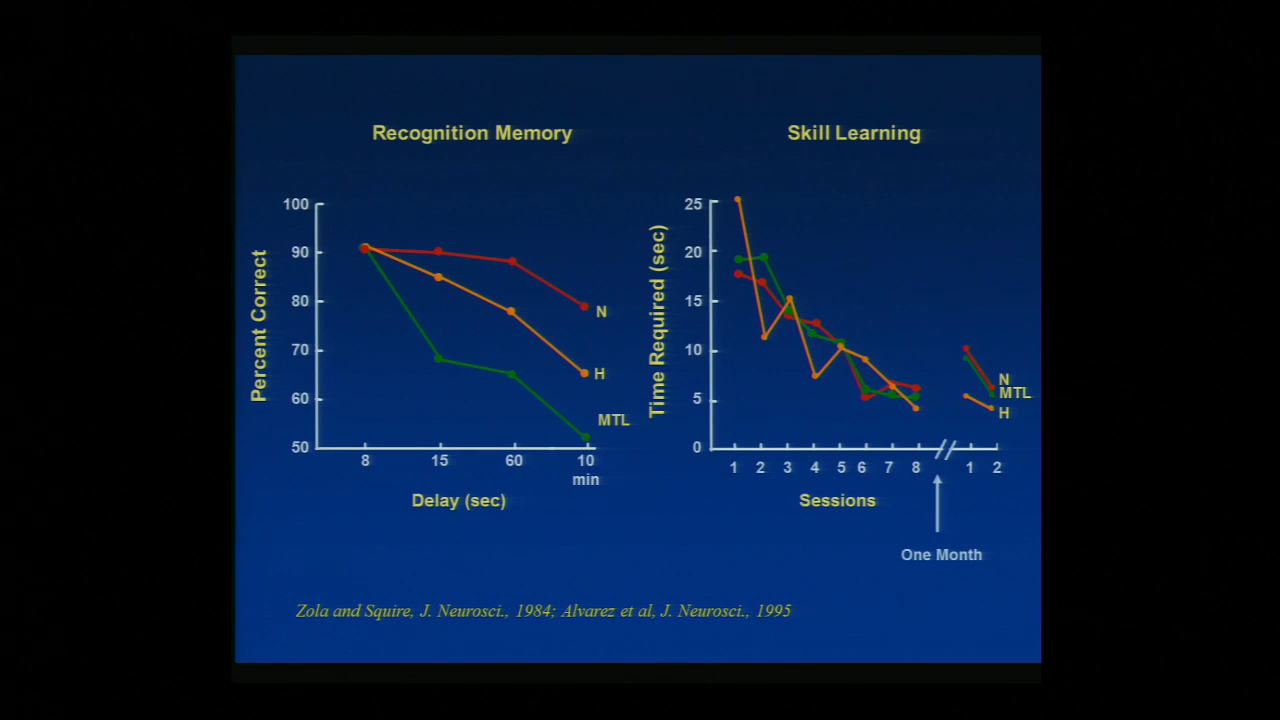 Recognition Memory
Percent Correct
100
90
80
70
60
50
N
H
MTL
8 15 60 10
min
Delay (sec)
Skill Learning
Time Required (sec)
25
20
15
10
5
0
N
MTL
H
1 2 3 4 5 6 7 8 1 2
Sessions
One Month
Zola and Squire, J. Neurosci., 1984; Alvarez et al, J. Neurosci., 1995